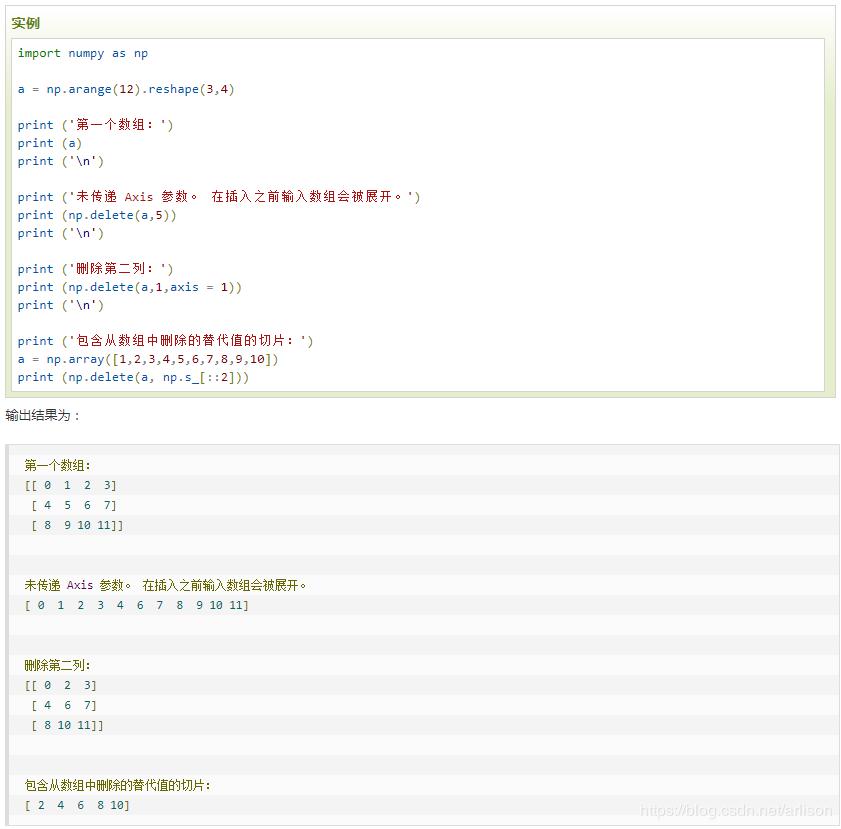 实例
import numpy as np
a = np.arange(12).reshape(3,4)
print ('第一个数组：')
print (a)
print ('\n')
print ('未传递 Axis 参数。 在插入之前输入数组会被展开。')
print (np.delete(a,5))
print ('\n')
print ('删除第二列：')
print (np.delete(a,1,axis = 1))
print ('\n')
print ('包含从数组中删除的替代值的切片：')
a = np.array([1,2,3,4,5,6,7,8,9,10])
print (np.delete(a, np.s_[::2]))
输出结果为：
第一个数组：
[[ 0  1  2  3]
 [ 4  5  6  7]
 [ 8  9 10 11]]
未传递 Axis 参数。 在插入之前输入数组会被展开。
[ 0  1  2  3  4  6  7  8  9 10 11]
删除第二列：
[[ 0  2  3]
 [ 4  6  7]
 [ 8 10 11]]
包含从数组中删除的替代值的切片：
[ 2  4  6  8 10]
https://blog.csdn.net/arlison